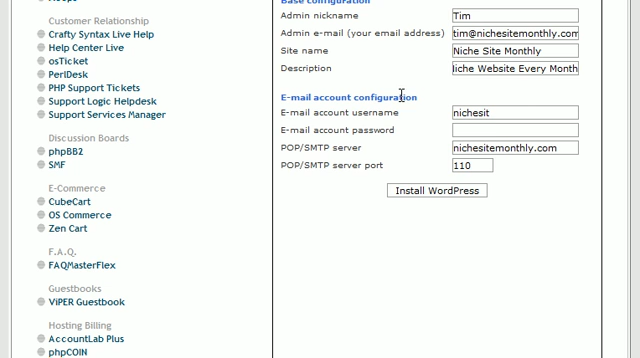 Base configuration
Customer Relationship
Crafty Syntax Live Help
Help Center Live
osTicket
PerlDesk
PHP Support Tickets
Support Logic Helpdesk
Support Services Manager
Discussion Boards
phpBB2
SMF
E-Commerce
CubeCart
OS Commerce
Zen Cart
F.A.Q.
FAQMasterFlex
Guestbooks
ViPER Guestbook
Hosting Billing
AccountLab Plus
phpCOIN
Admin nickname Tim
Admin e-mail (your email address) tim@nichesitemonthly.com
Site name Niche Site Monthly
Description liche Website Every Month
E-mail account configuration
E-mail account username nichesit
E-mail account password
POP/SMTP server nichesitemonthly.com
POP/SMTP server port 110
Install WordPress